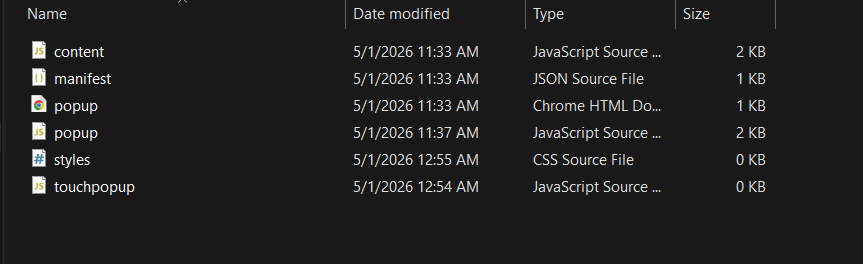 Name Date modified Type Size
content 5/1/2026 11:33 AM JavaScript Source ... 2 KB
manifest 5/1/2026 11:33 AM JSON Source File 1 KB
popup 5/1/2026 11:33 AM Chrome HTML Do... 1 KB
popup 5/1/2026 11:37 AM JavaScript Source ... 2 KB
styles 5/1/2026 12:55 AM CSS Source File 0 KB
touchpopup 5/1/2026 12:54 AM JavaScript Source ... 0 KB